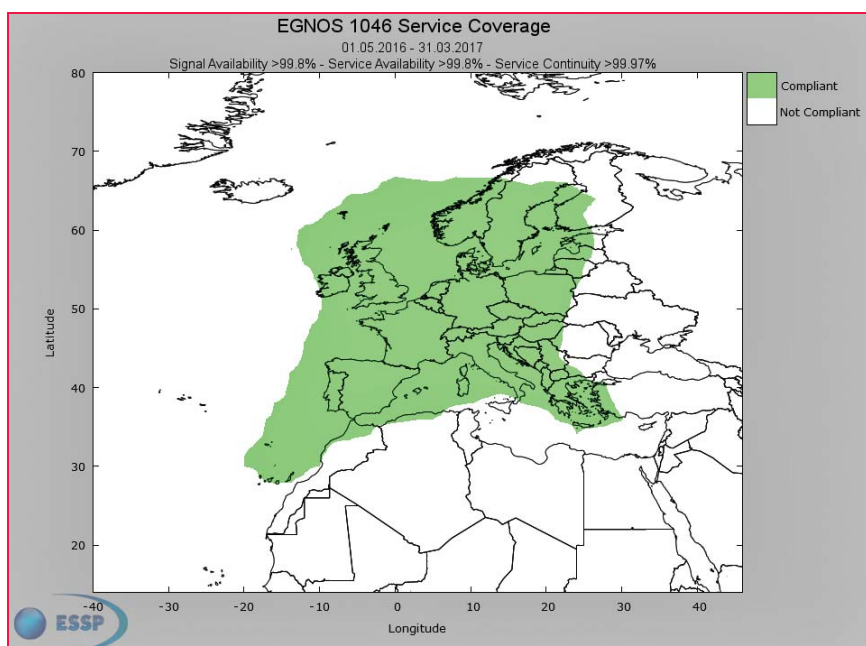 EGNOS 1046 Service Coverage
01.05.2016 - 31.03.2017
Signal Availability >99.8% - Service Availability >99.8% - Service Continuity >99.97%
80
70
60
50
40
30
20
Latitude
-40 -30 -20 -10 0 10 20 30 40
Longitude
Compliant
Not Compliant
ESSP